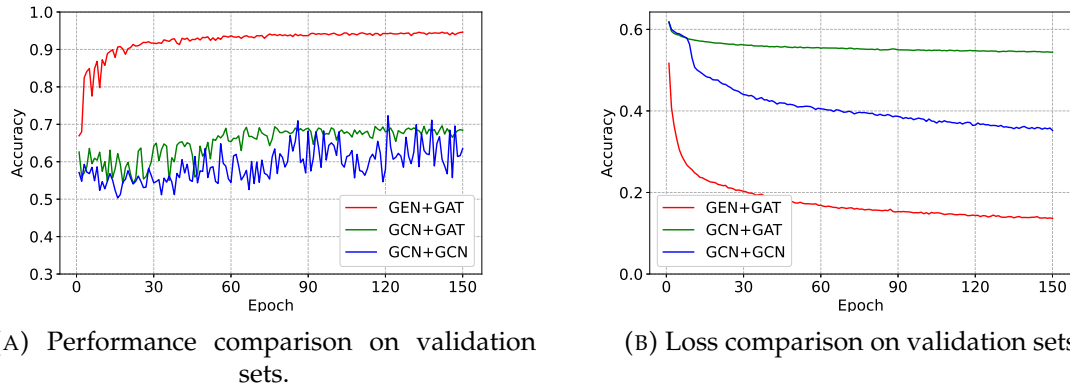 1.0
0.9
0.8
0.7
0.6
0.5
0.4
0.3
Accuracy
0 30 60 90 120 150
Epoch
GEN+GAT
GCN+GAT
GCN+GCN
(A) Performance comparison on validation
sets.
0.6
0.4
0.2
0.0
Accuracy
0 30 60 90 120 150
Epoch
GEN+GAT
GCN+GAT
GCN+GCN
(B) Loss comparison on validation sets